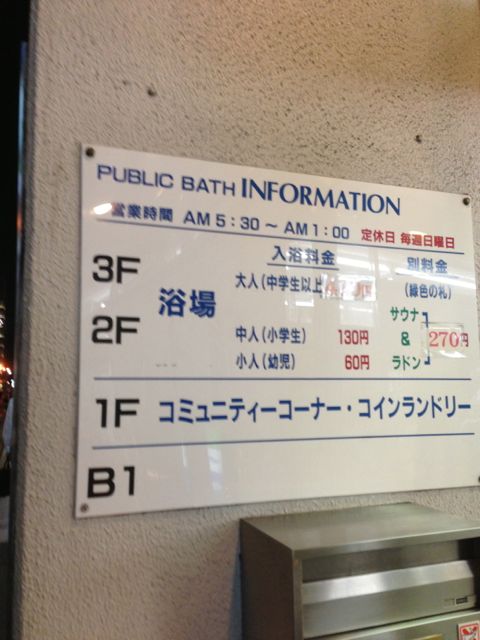 PUBLIC BATH INFORMATION
営業時間 AM 5:30 ～ AM 1:00 定休日 毎週日曜日
入浴料金 別料金
3F 大人(中学生以上) (緑色の札)
浴場 サウナ
2F 中人(小学生) 130円 & 270円
小人(幼児) 60円 ラドン
1F コミュニティーコーナー・コインランドリー
B1